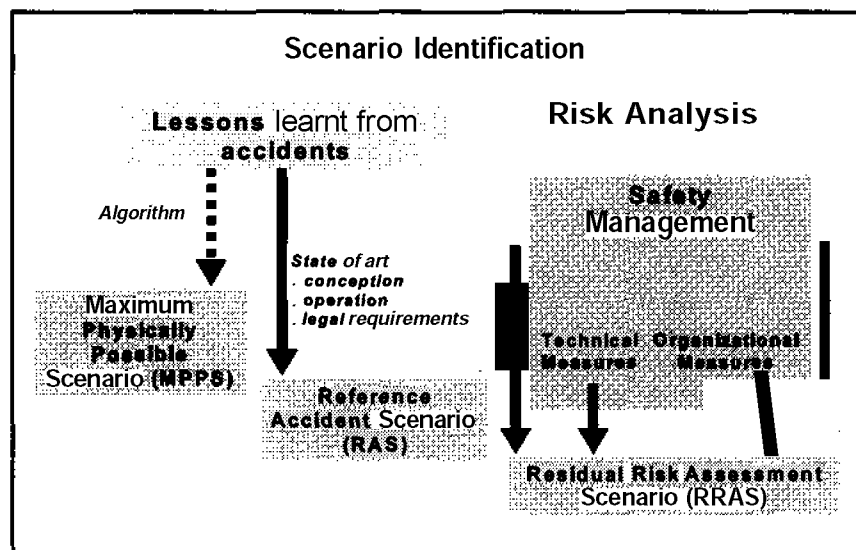 Scenario Identification
Lessons learnt from
accidents
Algorithm
State of art
. conception
. operation
. legal requirements
Maximum
Physically
Possible
Scenario (MPPS)
Reference
Accident Scenario
(RAS)
Risk Analysis
Safety
Management
Technical
Measures
Organizational
Measures
Residual Risk Assessment
Scenario (RRAS)